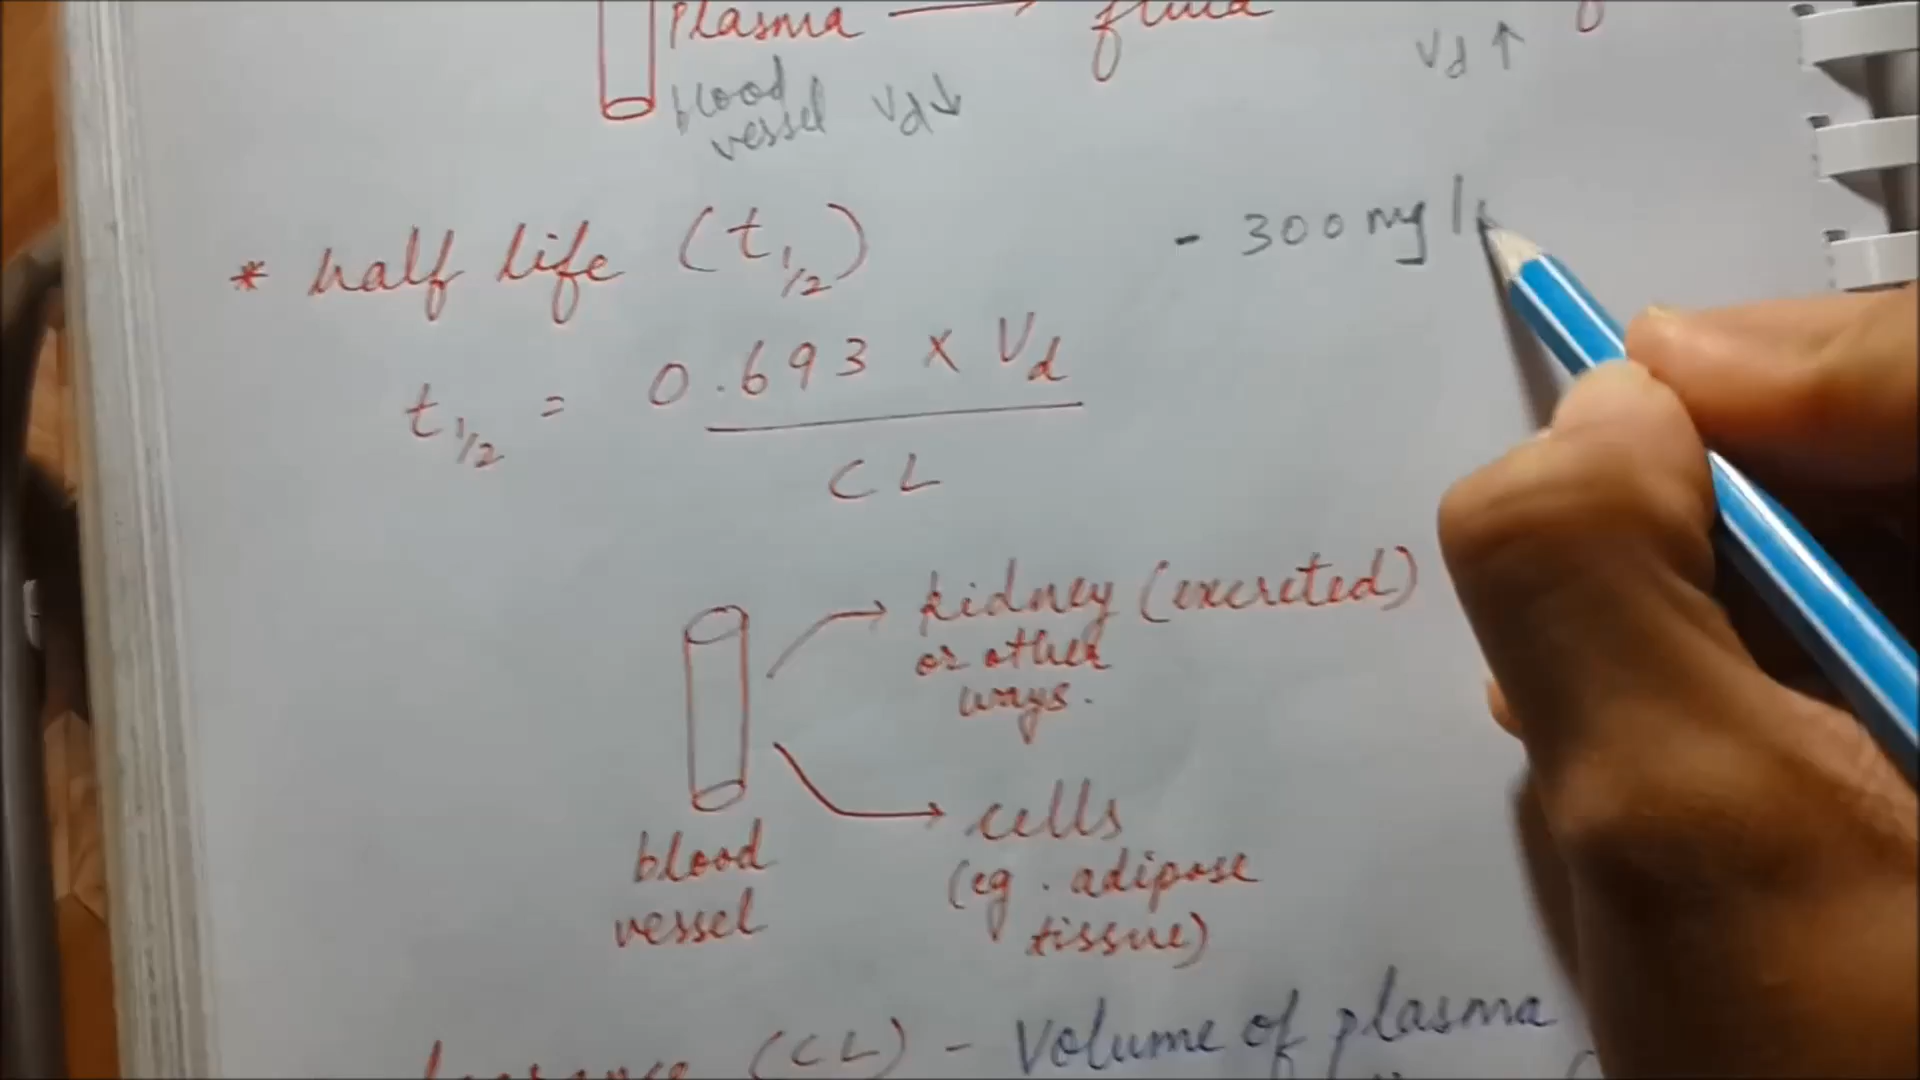 plasma → fluid
blood vessel Vd↓
Vd ↑
* half life (t1/2)
- 300 mg /
t1/2 = 0.693 x Vd
CL
kidney (excreted)
or other
ways.
cells
(eg. adipose
tissue)
blood
vessel
(CL) - Volume of plasma